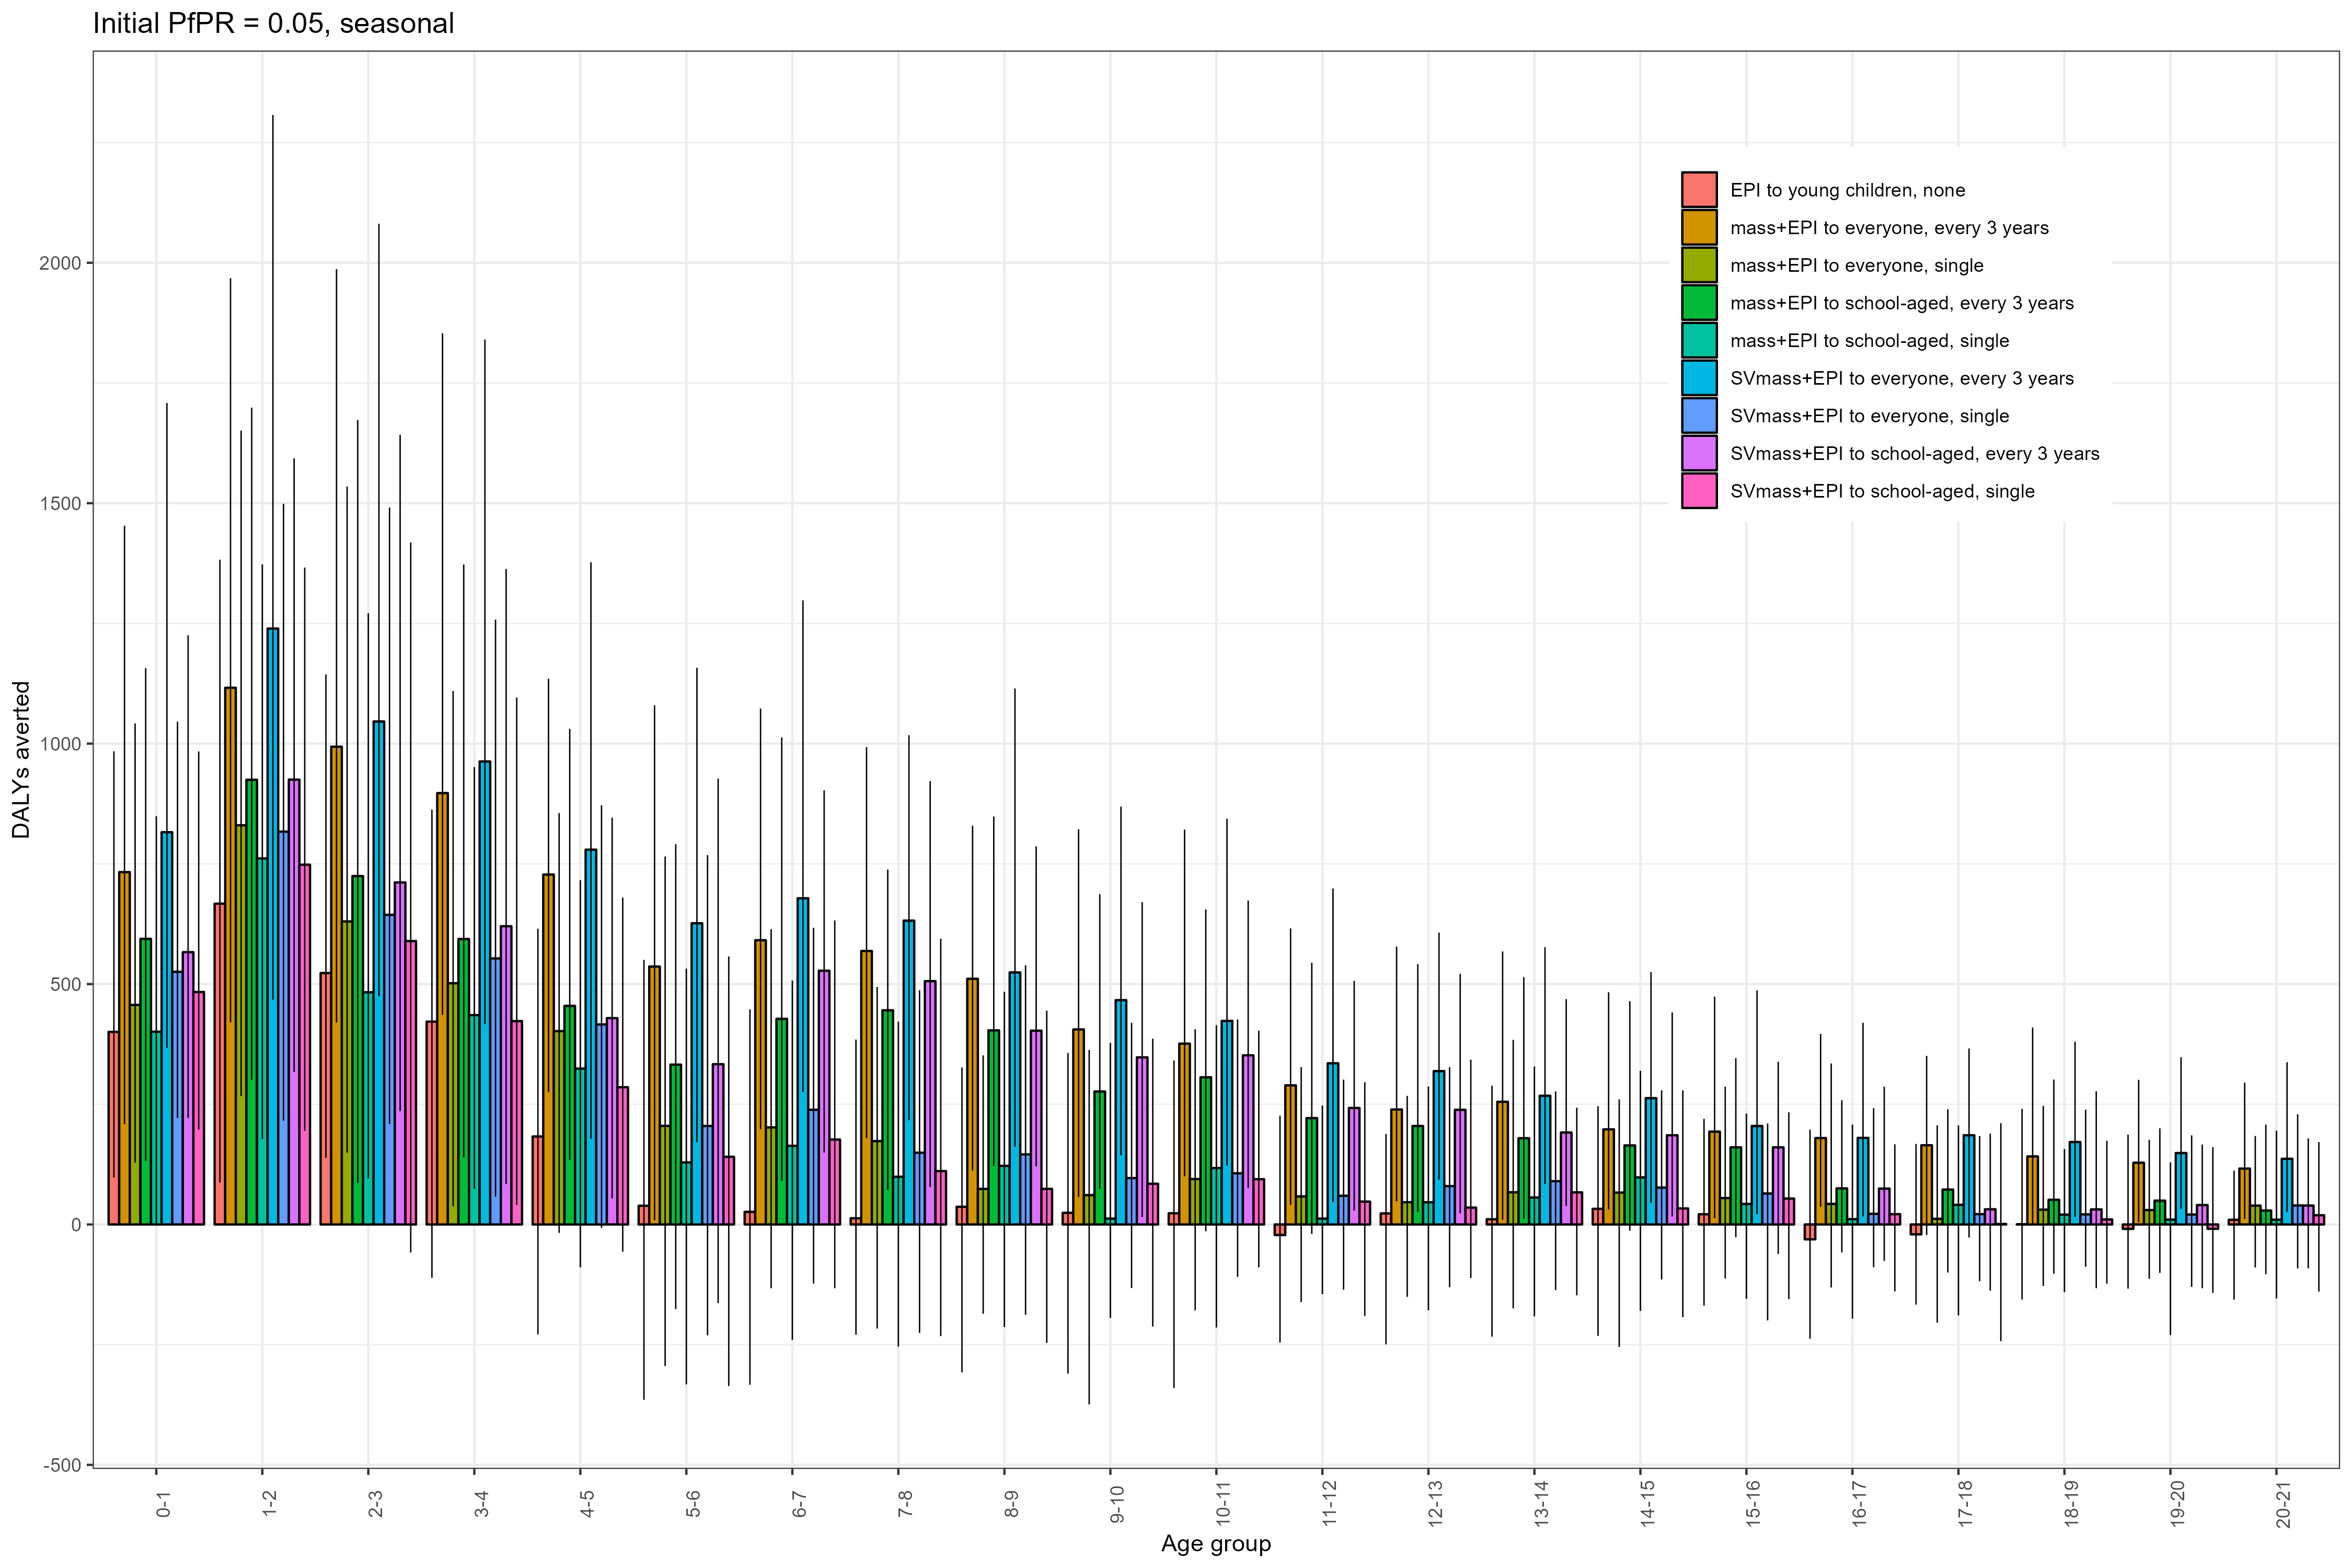 Initial PfPR = 0.05, seasonal
DALYs averted
2000
1500
1000
500
0
-500
EPI to young children, none
mass+EPI to everyone, every 3 years
mass+EPI to everyone, single
mass+EPI to school-aged, every 3 years
mass+EPI to school-aged, single
SVmass+EPI to everyone, every 3 years
SVmass+EPI to everyone, single
SVmass+EPI to school-aged, every 3 years
SVmass+EPI to school-aged, single
0-1
1-2
2-3
3-4
4-5
5-6
6-7
7-8
8-9
9-10
10-11
11-12
12-13
13-14
14-15
15-16
16-17
17-18
18-19
19-20
20-21
Age group